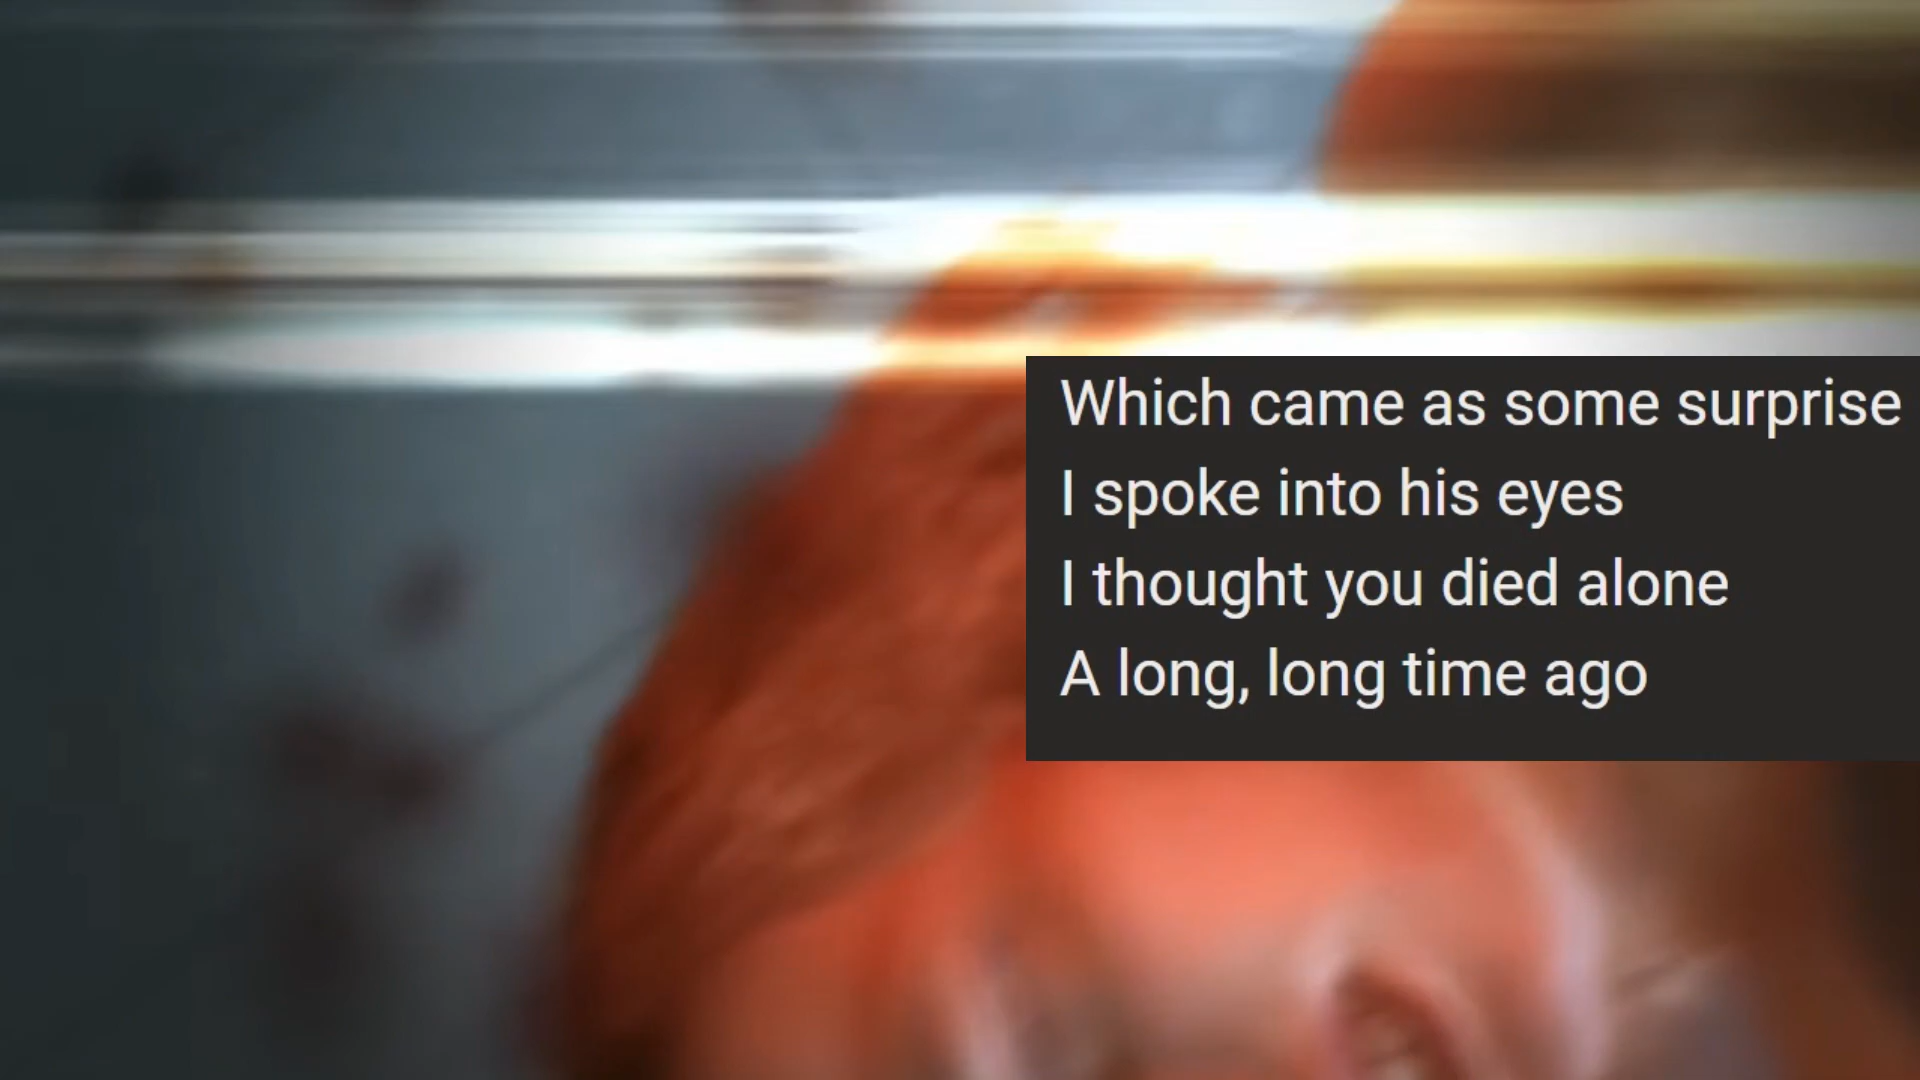 Which came as some surprise
I spoke into his eyes
I thought you died alone
A long, long time ago